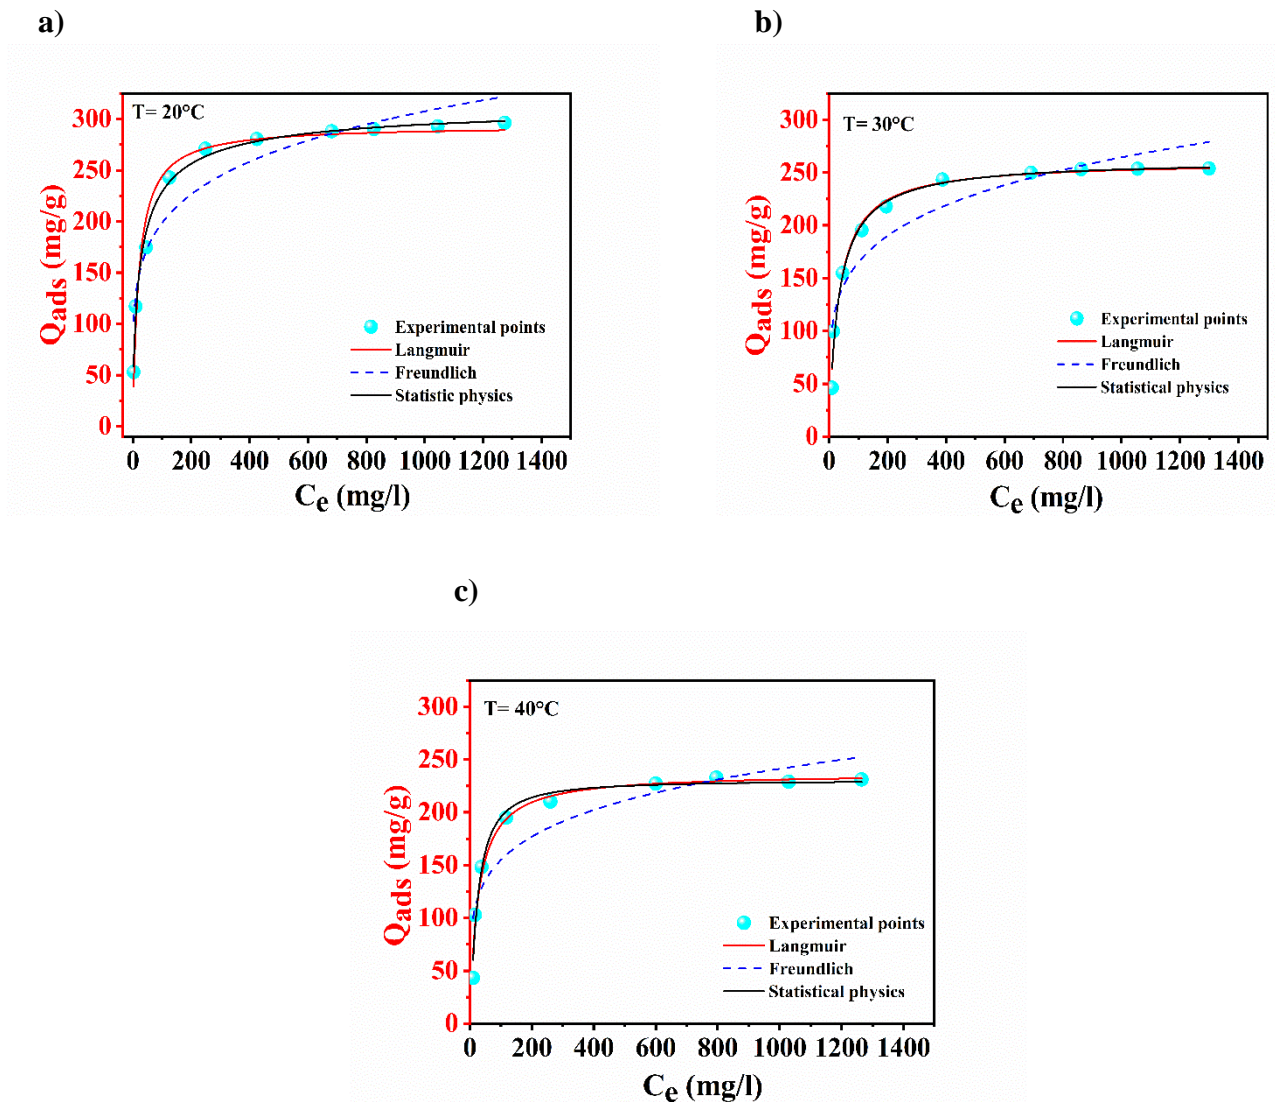 a)
T= 20°C
300
250
200
150
100
50
0
Qads (mg/g)
Experimental points
Langmuir
Freundlich
Statistic physics
0 200 400 600 800 1000 1200 1400
Ce (mg/l)
b)
T= 30°C
300
250
200
150
100
50
0
Qads (mg/g)
Experimental points
Langmuir
Freundlich
Statistical physics
0 200 400 600 800 1000 1200 1400
Ce (mg/l)
c)
T= 40°C
300
250
200
150
100
50
0
Qads (mg/g)
Experimental points
Langmuir
Freundlich
Statistical physics
0 200 400 600 800 1000 1200 1400
Ce (mg/l)